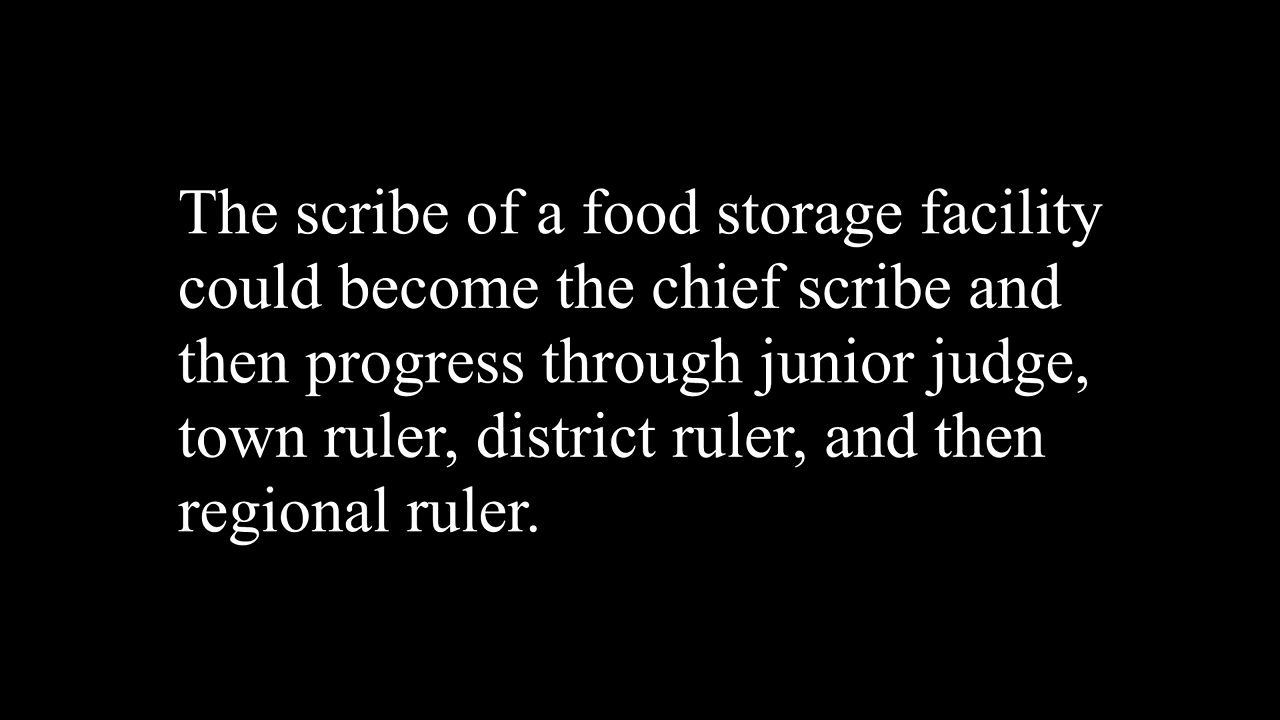 The scribe of a food storage facility
could become the chief scribe and
then progress through junior judge,
town ruler, district ruler, and then
regional ruler.